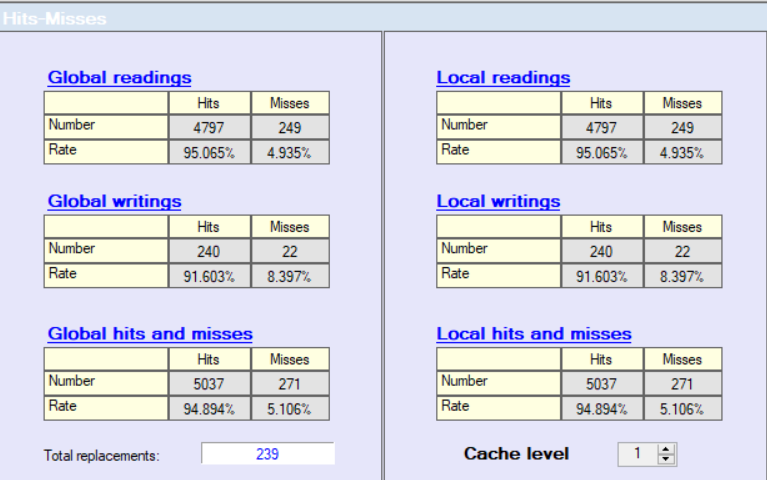 Hits-Misses
Global readings
Hits Misses
Number 4797 249
Rate 95.065% 4.935%
Global writings
Hits Misses
Number 240 22
Rate 91.603% 8.397%
Global hits and misses
Hits Misses
Number 5037 271
Rate 94.894% 5.106%
Total replacements: 239
Local readings
Hits Misses
Number 4797 249
Rate 95.065% 4.935%
Local writings
Hits Misses
Number 240 22
Rate 91.603% 8.397%
Local hits and misses
Hits Misses
Number 5037 271
Rate 94.894% 5.106%
Cache level 1